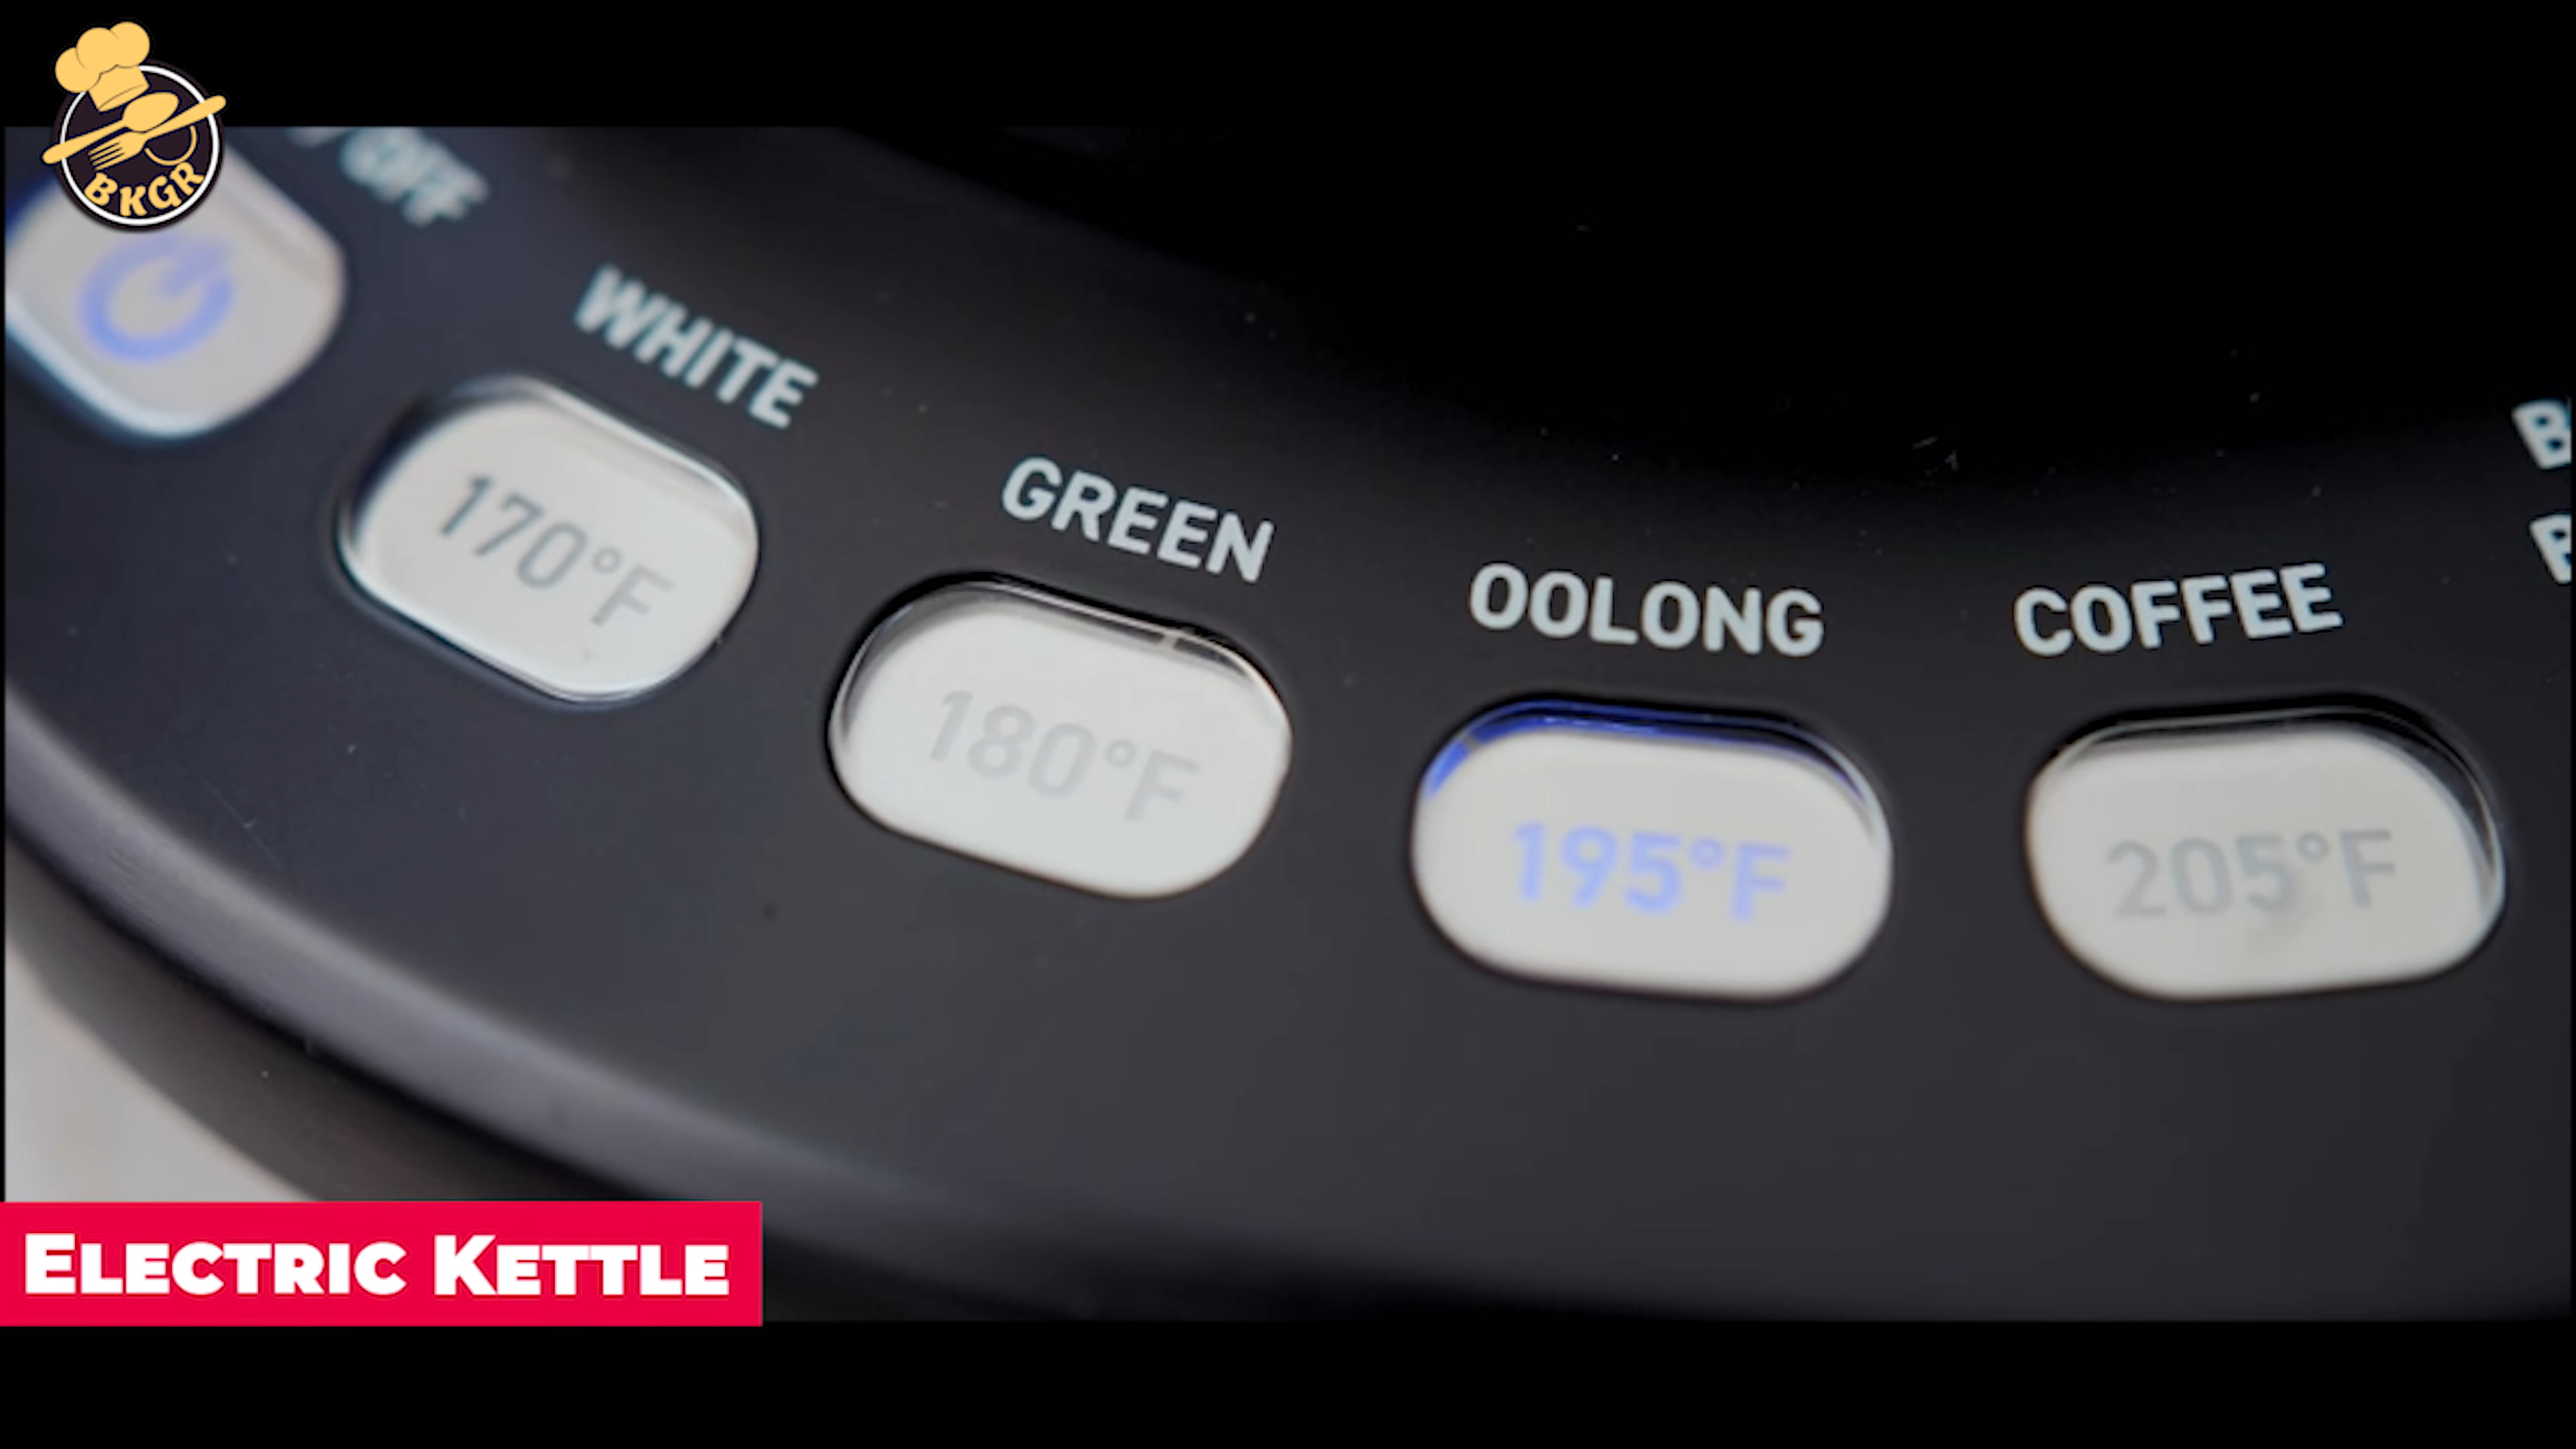 BKGR
/ OFF
WHITE
170°F
GREEN
180°F
OOLONG
195°F
COFFEE
205°F
B
ELECTRIC KETTLE